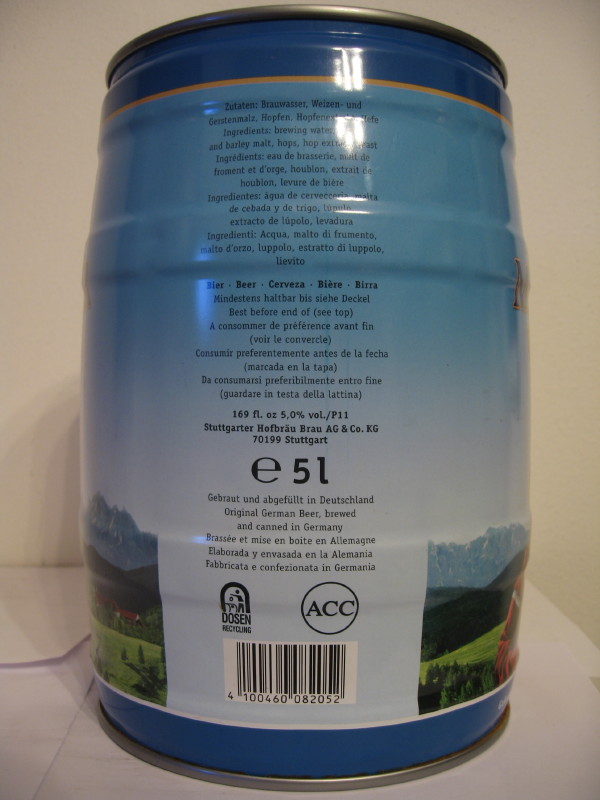 Zutaten: Brauwasser, Weizen- und
Gerstenmalz, Hopfen, Hefe
Ingredients: brewing water,
and barley malt, hops, hop
Ingrédients: eau de brasserie, malt de
froment et d'orge, houblon, extrait de
houblon, levure de bière
Ingredientes: água de malta
de cebada y de trigo, lúpulo,
extracto de lúpolo, levadura
Ingredienti: Acqua, malto di frumento,
malto d'orzo, luppolo, estratto di luppolo,
lievito
Bier · Beer · Cerveza · Bière · Birra
Mindestens haltbar bis siehe Deckel
Best before end of (see top)
A consommer de préférence avant fin
(voir le convercle)
Consumir preferentemente antes de la fecha
(marcada en la tapa)
Da consumarsi preferibilmente entro fine
(guardare in testa della lattina)
169 fl. oz 5,0% vol./P11
Stuttgarter Hofbräu Brau AG & Co. KG
70199 Stuttgart
℮ 5l
Gebraut und abgefüllt in Deutschland
Original German Beer, brewed
and canned in Germany
Brassée et mise en boite en Allemagne
Elaborada y envasada en la Alemania
Fabbricata e confezionata in Germania
DOSEN
RECYCLING
ACC
4 100460 082052